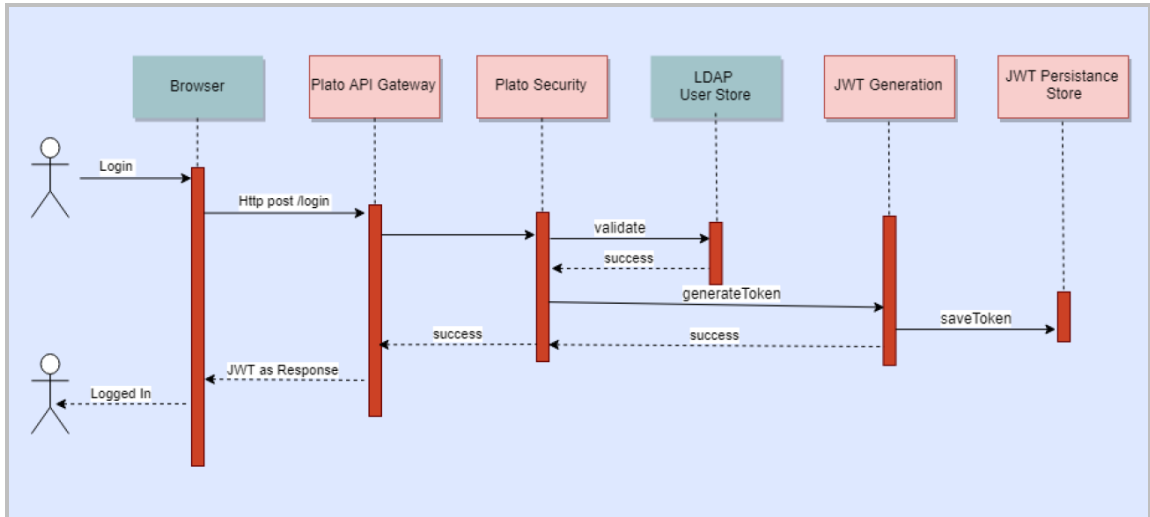 Browser
Plato API Gateway
Plato Security
LDAP
User Store
JWT Generation
JWT Persistance
Store
Login
Http post /login
validate
success
generateToken
saveToken
success
success
JWT as Response
Logged In